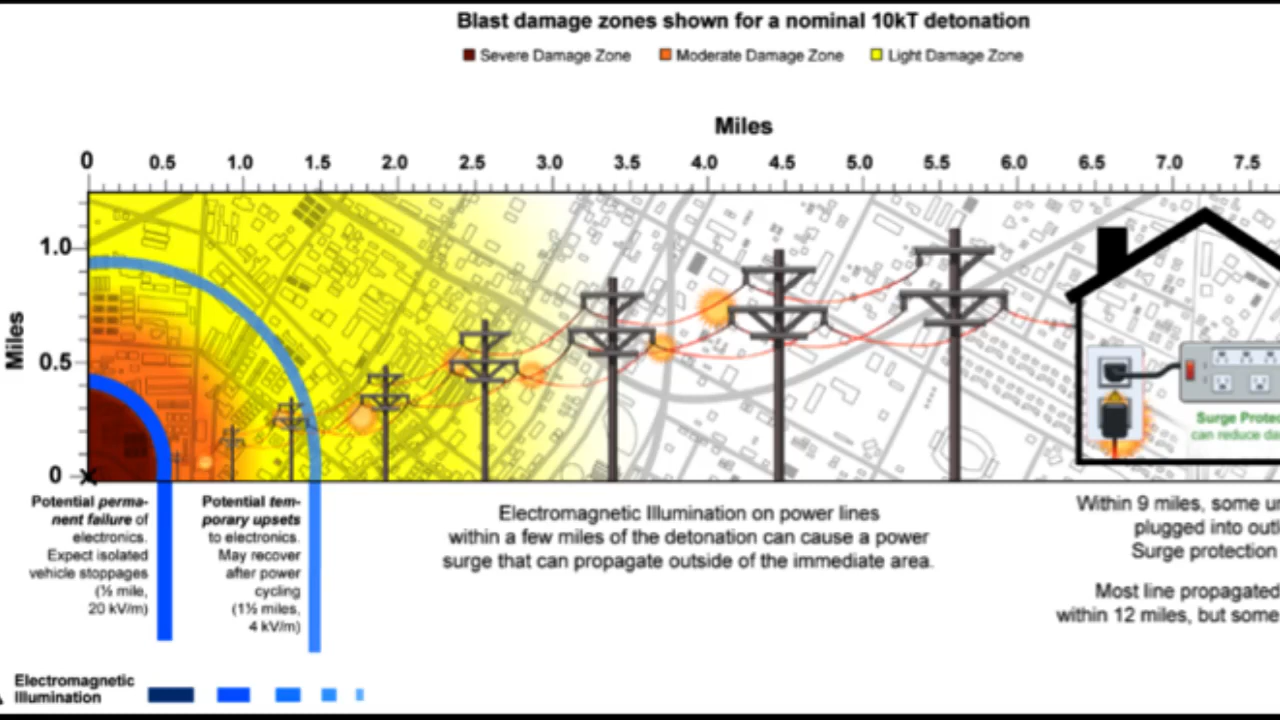 Blast damage zones shown for a nominal 10kT detonation
Severe Damage Zone Moderate Damage Zone Light Damage Zone
Miles
0 0.5 1.0 1.5 2.0 2.5 3.0 3.5 4.0 4.5 5.0 5.5 6.0 6.5 7.0 7.5
Miles
1.0
0.5
0
Surge Protec
can reduce da
Potential perma-
nent failure of
electronics.
Expect isolated
vehicle stoppages
(½ mile,
20 kV/m)
Potential tem-
porary upsets
to electronics.
May recover
after power
cycling
(1½ miles,
4 kV/m)
Electromagnetic Illumination on power lines
within a few miles of the detonation can cause a power
surge that can propagate outside of the immediate area.
Within 9 miles, some u
plugged into outl
Surge protection
Most line propagated
within 12 miles, but some
Electromagnetic
Illumination